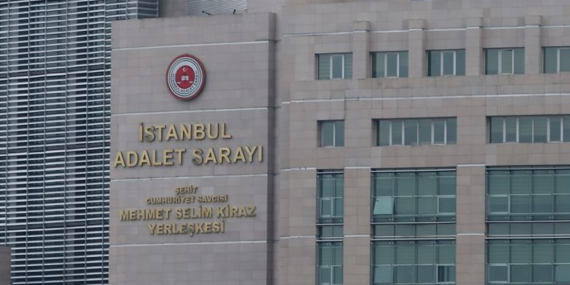 İSTANBUL
ADALET SARAYI
ŞEHİT
CUMHURİYET SAVCISI
MEHMET SELİM KİRAZ
YERLEŞKESİ